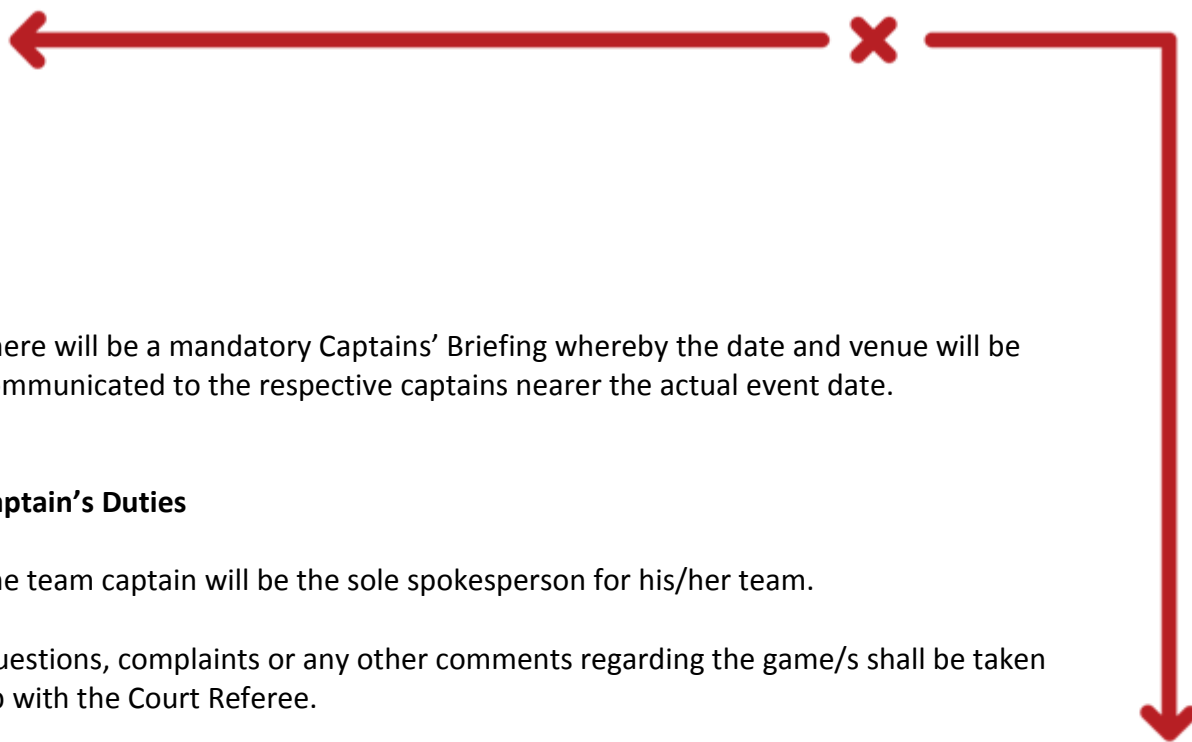 here will be a mandatory Captains’ Briefing whereby the date and venue will be
ommunicated to the respective captains nearer the actual event date.
aptain’s Duties
he team captain will be the sole spokesperson for his/her team.
uestions, complaints or any other comments regarding the game/s shall be taken
p with the Court Referee.